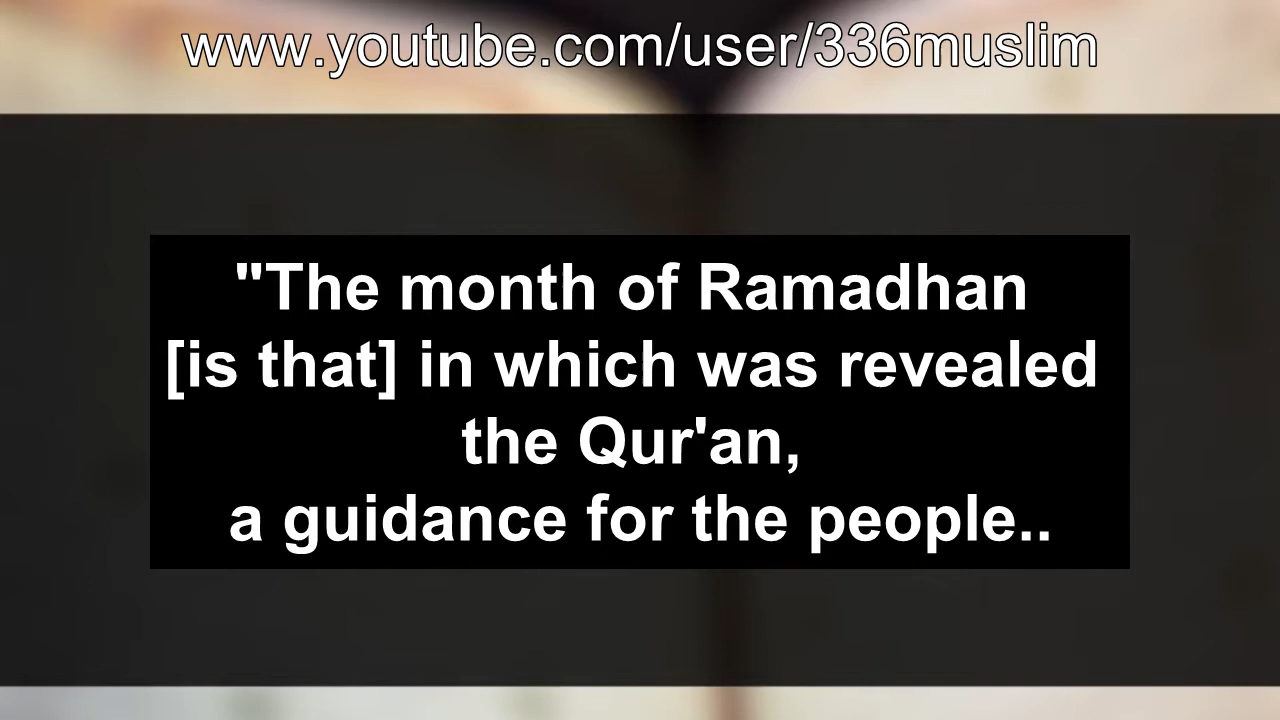 www.youtube.com/user/336muslim
"The month of Ramadhan
[is that] in which was revealed
the Qur'an,
a guidance for the people..